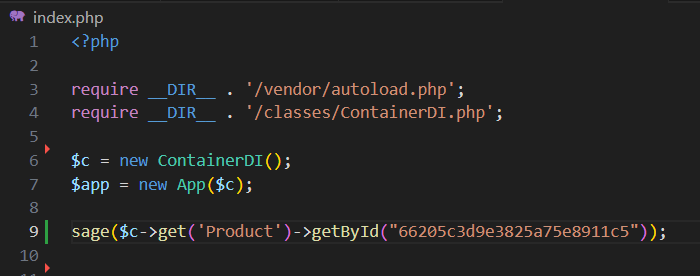 index.php
1 <?php
2
3 require __DIR__ . '/vendor/autoload.php';
4 require __DIR__ . '/classes/ContainerDI.php';
5
6 $c = new ContainerDI();
7 $app = new App($c);
8
9 sage($c->get('Product')->getById("66205c3d9e3825a75e8911c5"));
10